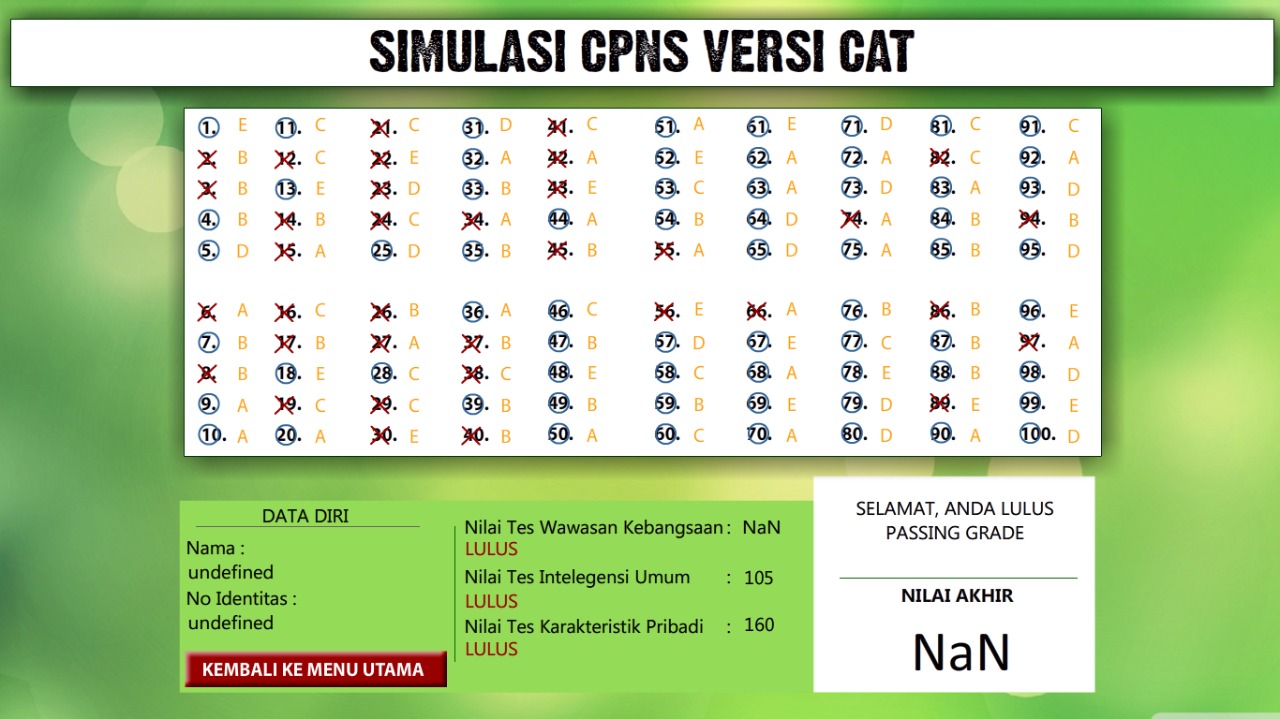 SIMULASI CPNS VERSI CAT
1. E 11. C 21. C 31. D 41. C 51. A 61. E 71. D 81. C 91. C
2. B 12. C 22. E 32. A 42. A 52. E 62. A 72. A 82. C 92. A
3. B 13. E 23. D 33. B 43. E 53. C 63. A 73. D 83. A 93. D
4. B 14. B 24. C 34. A 44. A 54. B 64. D 74. A 84. B 94. B
5. D 15. A 25. D 35. B 45. B 55. A 65. D 75. A 85. B 95. D
6. A 16. C 26. B 36. A 46. C 56. E 66. A 76. B 86. B 96. E
7. B 17. B 27. A 37. B 47. B 57. D 67. E 77. C 87. B 97. A
8. B 18. E 28. C 38. C 48. E 58. C 68. A 78. E 88. B 98. D
9. A 19. C 29. C 39. B 49. B 59. B 69. E 79. D 89. E 99. E
10. A 20. A 30. E 40. B 50. A 60. C 70. A 80. D 90. A 100. D
DATA DIRI
Nama :
undefined
No Identitas :
undefined
KEMBALI KE MENU UTAMA
Nilai Tes Wawasan Kebangsaan : NaN
LULUS
Nilai Tes Intelegensi Umum : 105
LULUS
Nilai Tes Karakteristik Pribadi : 160
LULUS
SELAMAT, ANDA LULUS
PASSING GRADE
NILAI AKHIR
NaN